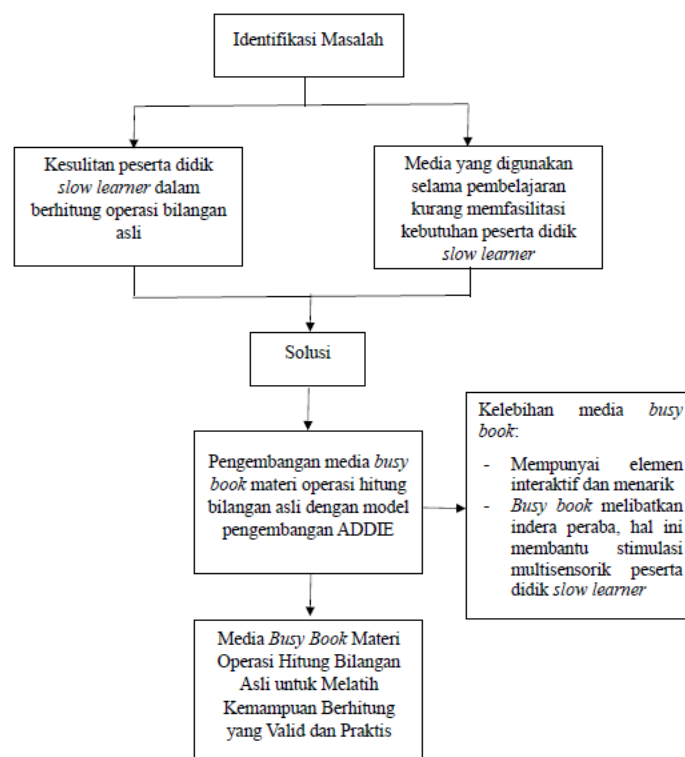 Identifikasi Masalah
Kesulitan peserta didik
slow learner dalam
berhitung operasi bilangan
asli
Media yang digunakan
selama pembelajaran
kurang memfasilitasi
kebutuhan peserta didik
slow learner
Solusi
Pengembangan media busy
book materi operasi hitung
bilangan asli dengan model
pengembangan ADDIE
Kelebihan media busy
book:
- Mempunyai elemen
interaktif dan menarik
- Busy book melibatkan
indera peraba, hal ini
membantu stimulasi
multisensorik peserta
didik slow learner
Media Busy Book Materi
Operasi Hitung Bilangan
Asli untuk Melatih
Kemampuan Berhitung
yang Valid dan Praktis